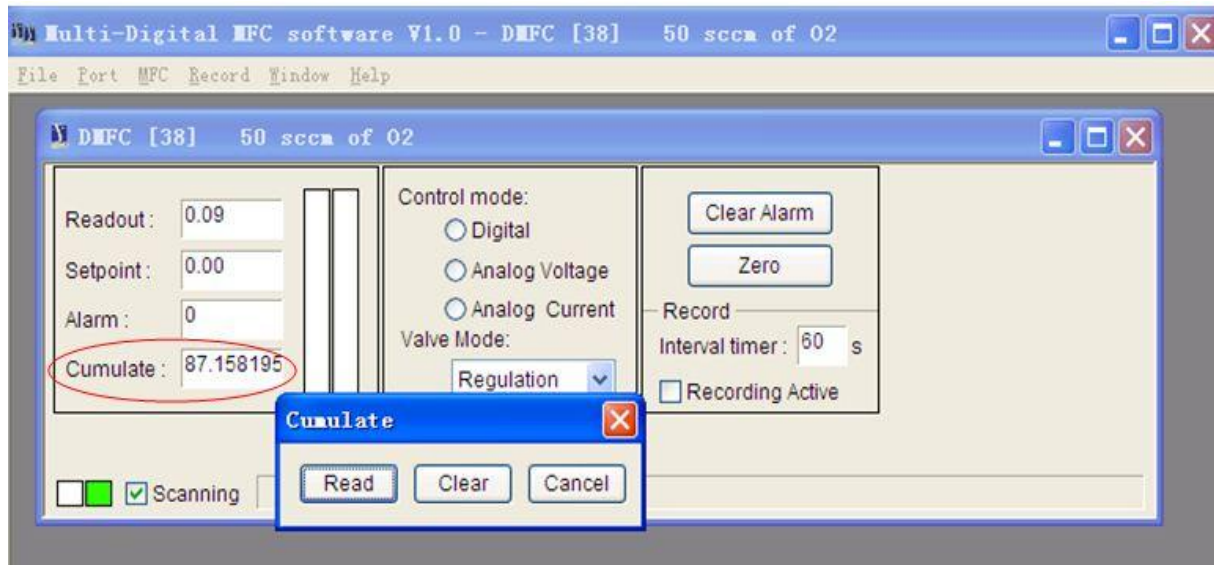 Multi-Digital MFC software V1.0 - DMFC [38] 50 sccm of O2
File Port MFC Record Window Help
DMFC [38] 50 sccm of O2
Readout : 0.09
Setpoint : 0.00
Alarm : 0
Cumulate : 87.158195
Control mode:
Digital
Analog Voltage
Analog Current
Valve Mode:
Regulation
Clear Alarm
Zero
Record
Interval timer : 60 s
Recording Active
Cumulate
Read Clear Cancel
Scanning